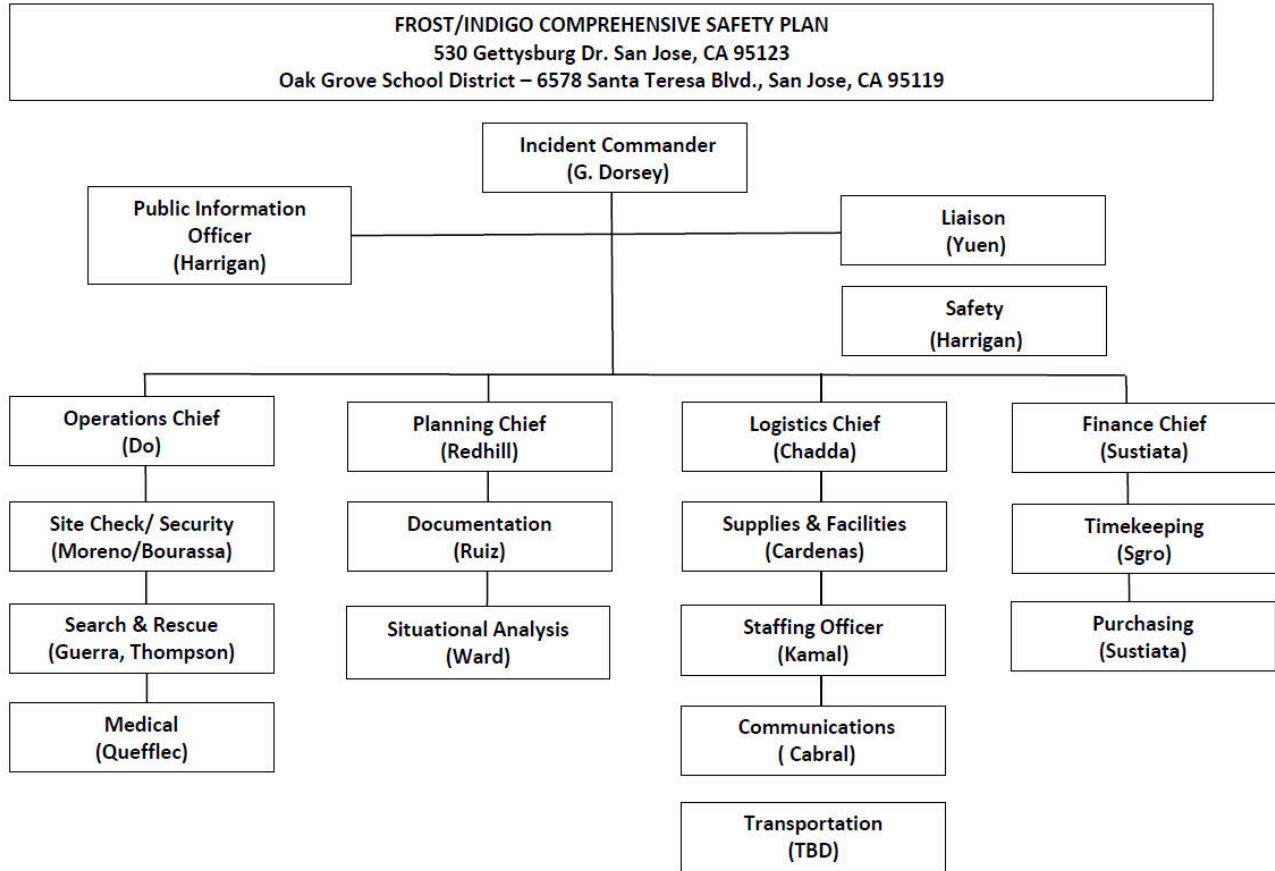 FROST/INDIGO COMPREHENSIVE SAFETY PLAN
530 Gettysburg Dr. San Jose, CA 95123
Oak Grove School District – 6578 Santa Teresa Blvd., San Jose, CA 95119
Incident Commander
(G. Dorsey)
Public Information
Officer
(Harrigan)
Liaison
(Yuen)
Safety
(Harrigan)
Operations Chief
(Do)
Planning Chief
(Redhill)
Logistics Chief
(Chadda)
Finance Chief
(Sustiata)
Site Check/ Security
(Moreno/Bourassa)
Documentation
(Ruiz)
Supplies & Facilities
(Cardenas)
Timekeeping
(Sgro)
Search & Rescue
(Guerra, Thompson)
Situational Analysis
(Ward)
Staffing Officer
(Kamal)
Purchasing
(Sustiata)
Medical
(Quefflec)
Communications
( Cabral)
Transportation
(TBD)